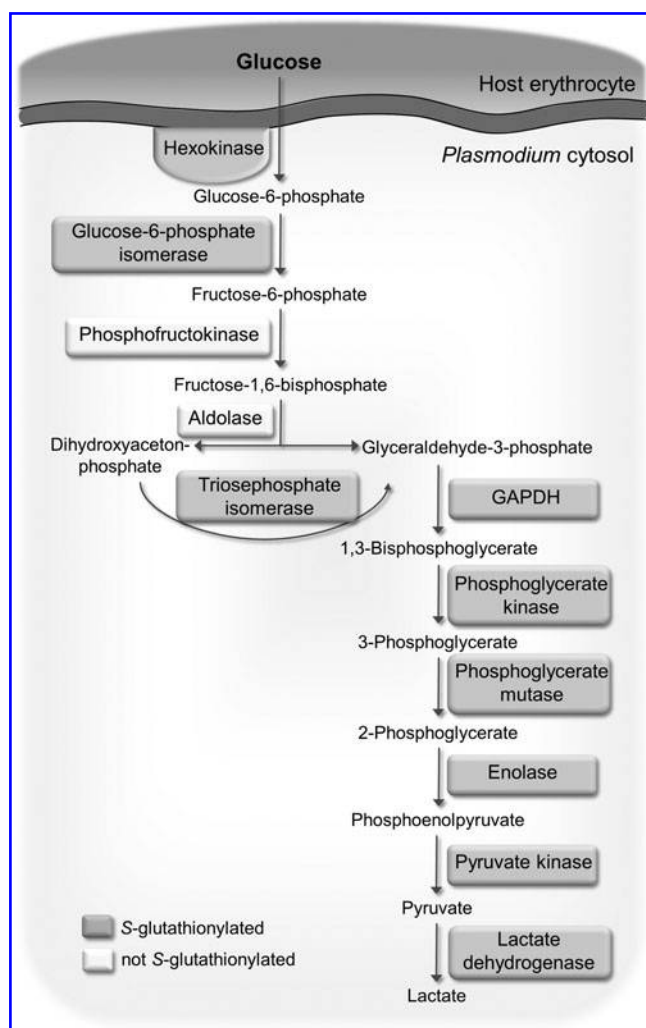 Glucose
Host erythrocyte
Hexokinase
Plasmodium cytosol
Glucose-6-phosphate
Glucose-6-phosphate
isomerase
Fructose-6-phosphate
Phosphofructokinase
Fructose-1,6-bisphosphate
Aldolase
Dihydroxyaceton-
phosphate
Glyceraldehyde-3-phosphate
Triosephosphate
isomerase
GAPDH
1,3-Bisphosphoglycerate
Phosphoglycerate
kinase
3-Phosphoglycerate
Phosphoglycerate
mutase
2-Phosphoglycerate
Enolase
Phosphoenolpyruvate
Pyruvate kinase
Pyruvate
S-glutathionylated
not S-glutathionylated
Lactate
dehydrogenase
Lactate